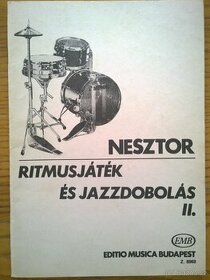 NESZTOR
RITMUSJÁTÉK
ÉS JAZZDOBOLÁS
II.
EMB
EDITIO MUSICA BUDAPEST